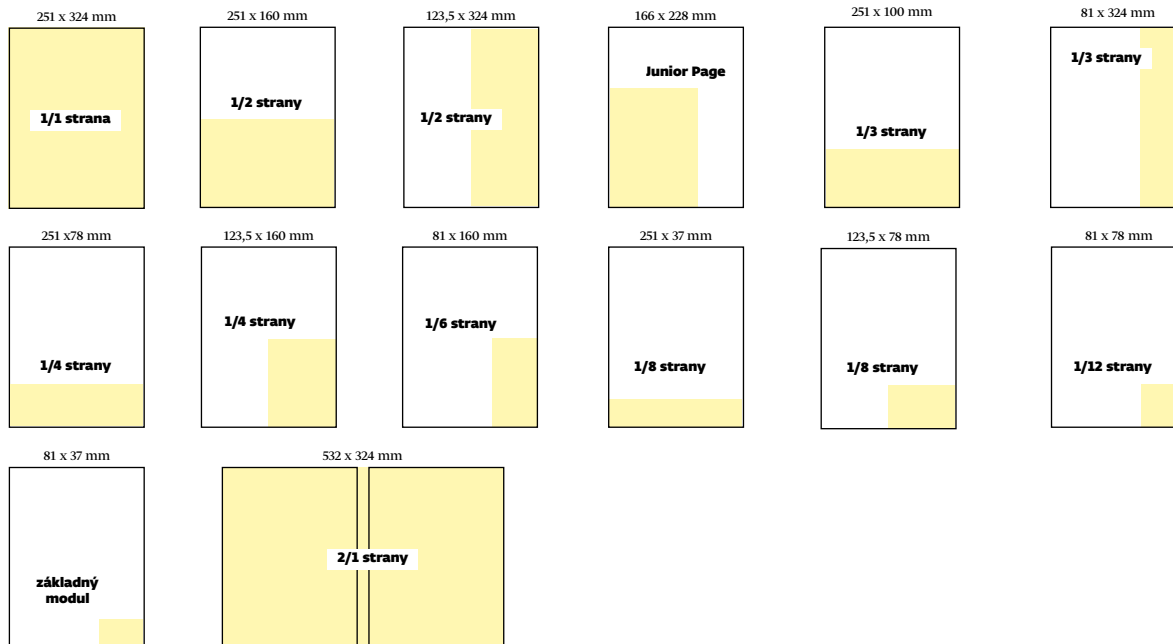 251 x 324 mm
251 x 160 mm
123,5 x 324 mm
166 x 228 mm
251 x 100 mm
81 x 324 mm
1/1 strana
1/2 strany
1/2 strany
Junior Page
1/3 strany
1/3 strany
251 x78 mm
123,5 x 160 mm
81 x 160 mm
251 x 37 mm
123,5 x 78 mm
81 x 78 mm
1/4 strany
1/4 strany
1/6 strany
1/8 strany
1/8 strany
1/12 strany
81 x 37 mm
532 x 324 mm
základný
modul
2/1 strany